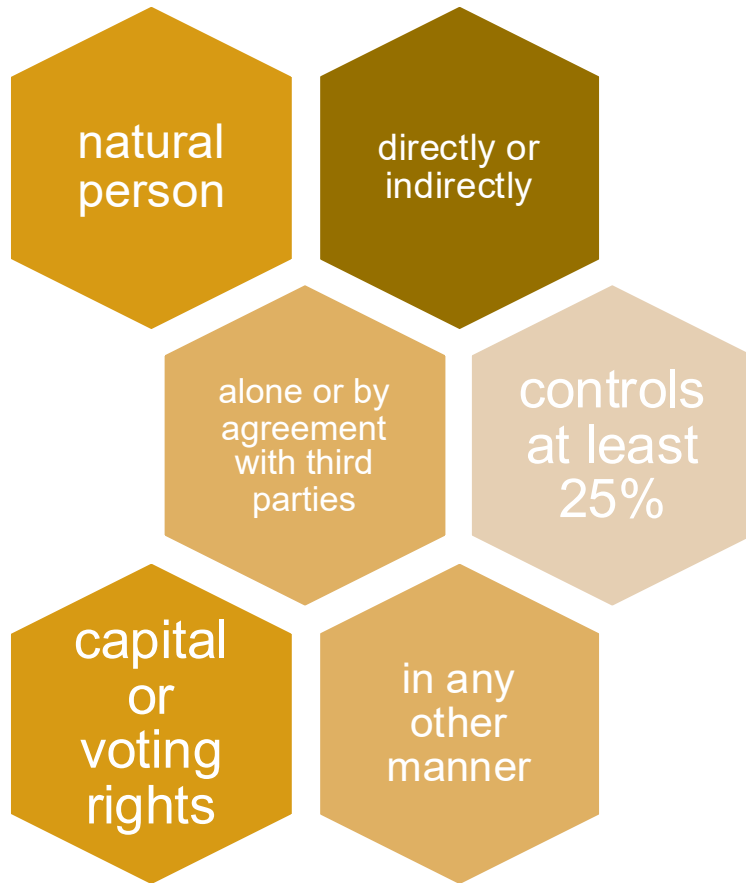 natural
person
directly or
indirectly
alone or by
agreement
with third
parties
controls
at least
25%
capital
or
voting
rights
in any
other
manner